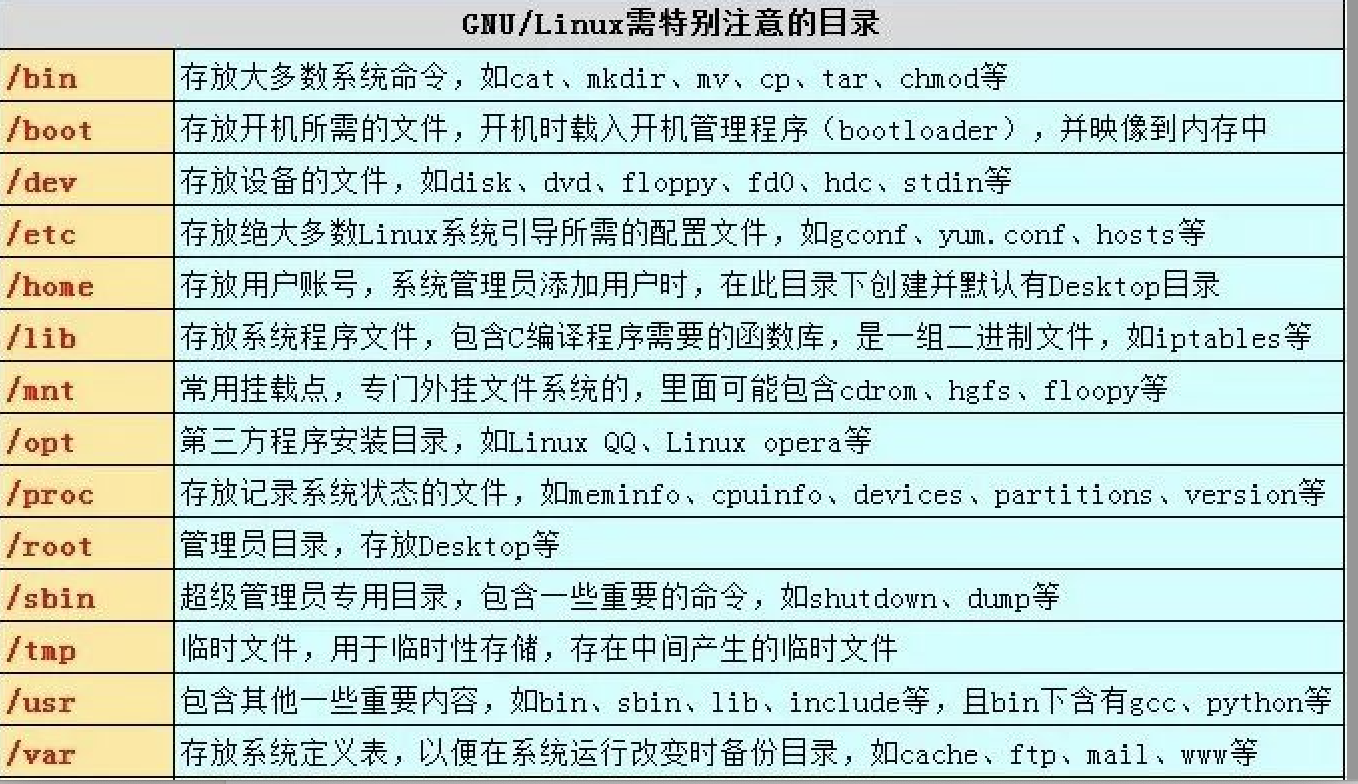 GNU/Linux需特别注意的目录
/bin 存放大多数系统命令，如cat、mkdir、mv、cp、tar、chmod等
/boot 存放开机所需的文件，开机时载入开机管理程序（bootloader），并映像到内存中
/dev 存放设备的文件，如disk、dvd、floppy、fd0、hdc、stdin等
/etc 存放绝大多数Linux系统引导所需的配置文件，如gconf、yum.conf、hosts等
/home 存放用户账号，系统管理员添加用户时，在此目录下创建并默认有Desktop目录
/lib 存放系统程序文件，包含C编译程序需要的函数库，是一组二进制文件，如iptables等
/mnt 常用挂载点，专门外挂文件系统的，里面可能包含cdrom、hgfs、floopy等
/opt 第三方程序安装目录，如Linux QQ、Linux opera等
/proc 存放记录系统状态的文件，如meminfo、cpuinfo、devices、partitions、version等
/root 管理员目录，存放Desktop等
/sbin 超级管理员专用目录，包含一些重要的命令，如shutdown、dump等
/tmp 临时文件，用于临时性存储，存在中间产生的临时文件
/usr 包含其他一些重要内容，如bin、sbin、lib、include等，且bin下含有gcc、python等
/var 存放系统定义表，以便在系统运行改变时备份目录，如cache、ftp、mail、www等